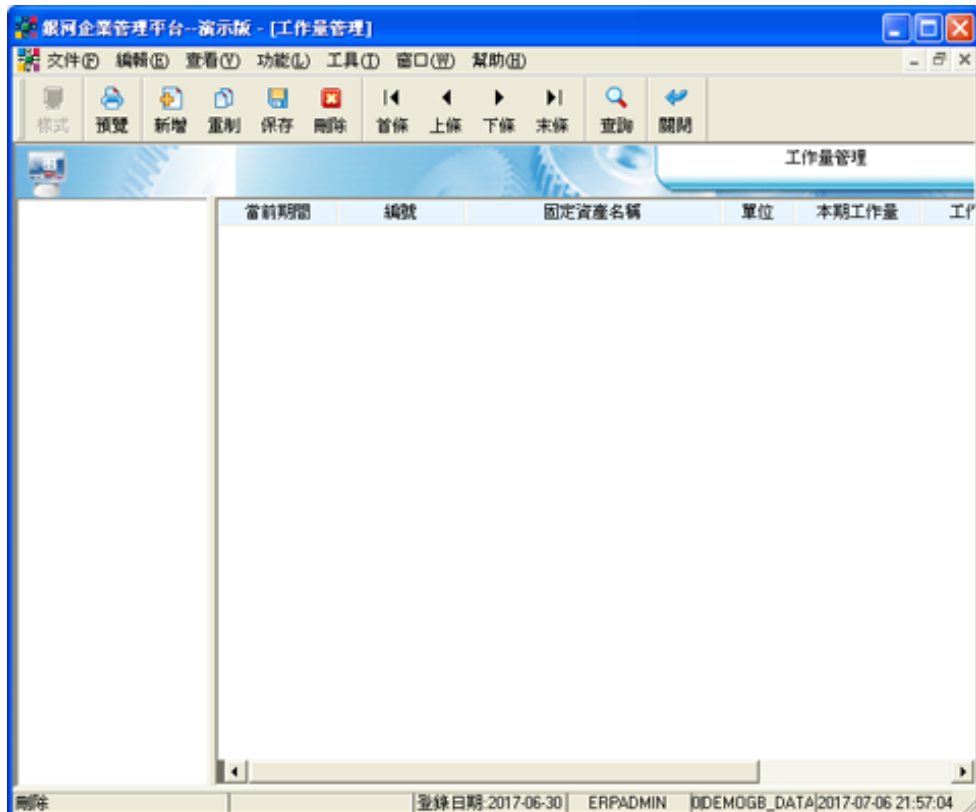 銀河企業管理平台--演示版 - [工作量管理]
文件(F) 編輯(E) 查看(V) 功能(L) 工具(T) 窗口(W) 幫助(H)
樣式 預覽 新增 重制 保存 刪除 首條 上條 下條 末條 查詢 關閉
工作量管理
當前期間 編號 固定資產名稱 單位 本期工作量 工作
刪除 登錄日期:2017-06-30 ERPADMIN 0|DEMOGB_DATA 2017-07-06 21:57:04